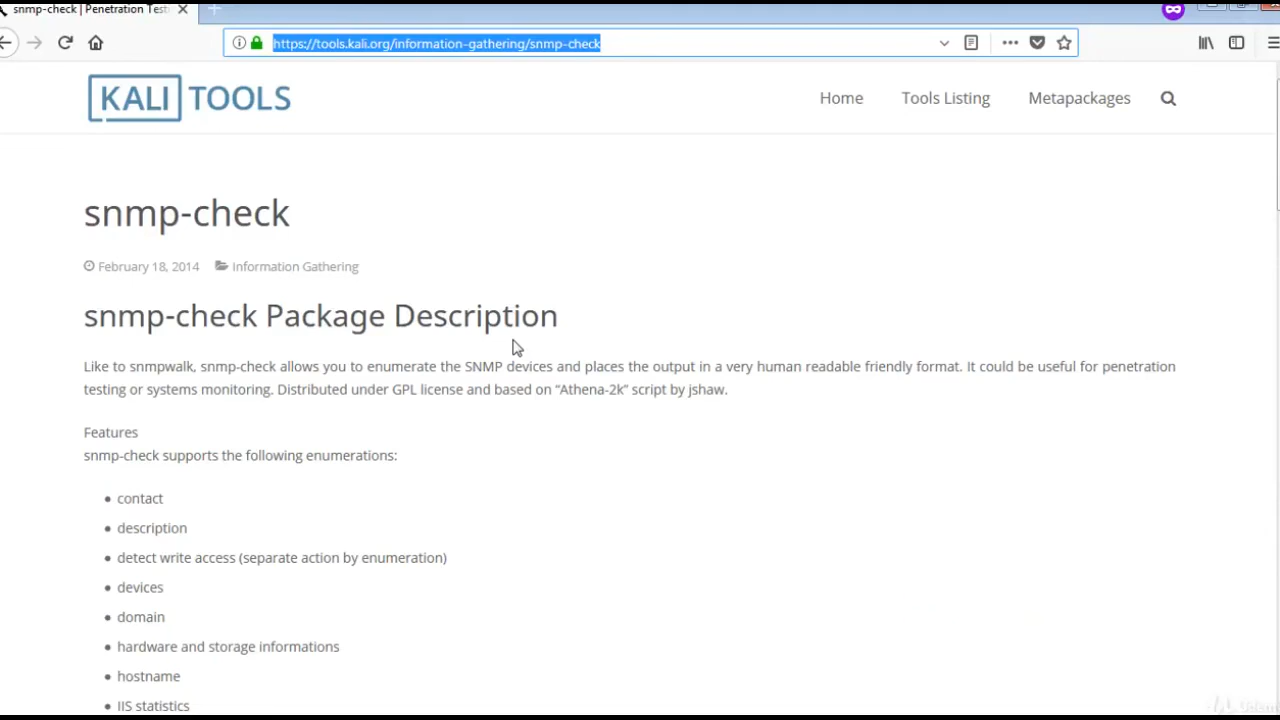 snmp-check | Penetration Test
https://tools.kali.org/information-gathering/snmp-check
KALI TOOLS
Home
Tools Listing
Metapackages
snmp-check
February 18, 2014
Information Gathering
snmp-check Package Description
Like to snmpwalk, snmp-check allows you to enumerate the SNMP devices and places the output in a very human readable friendly format. It could be useful for penetration
testing or systems monitoring. Distributed under GPL license and based on “Athena-2k” script by jshaw.
Features
snmp-check supports the following enumerations:
• contact
• description
• detect write access (separate action by enumeration)
• devices
• domain
• hardware and storage informations
• hostname
• IIS statistics